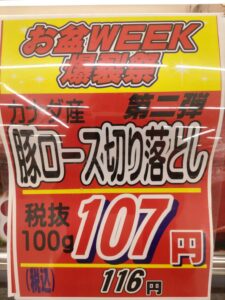 お盆WEEK
爆裂祭
カナダ産 第二弾
豚ロース切り落とし
税抜
100g 107円
(税込) 116円